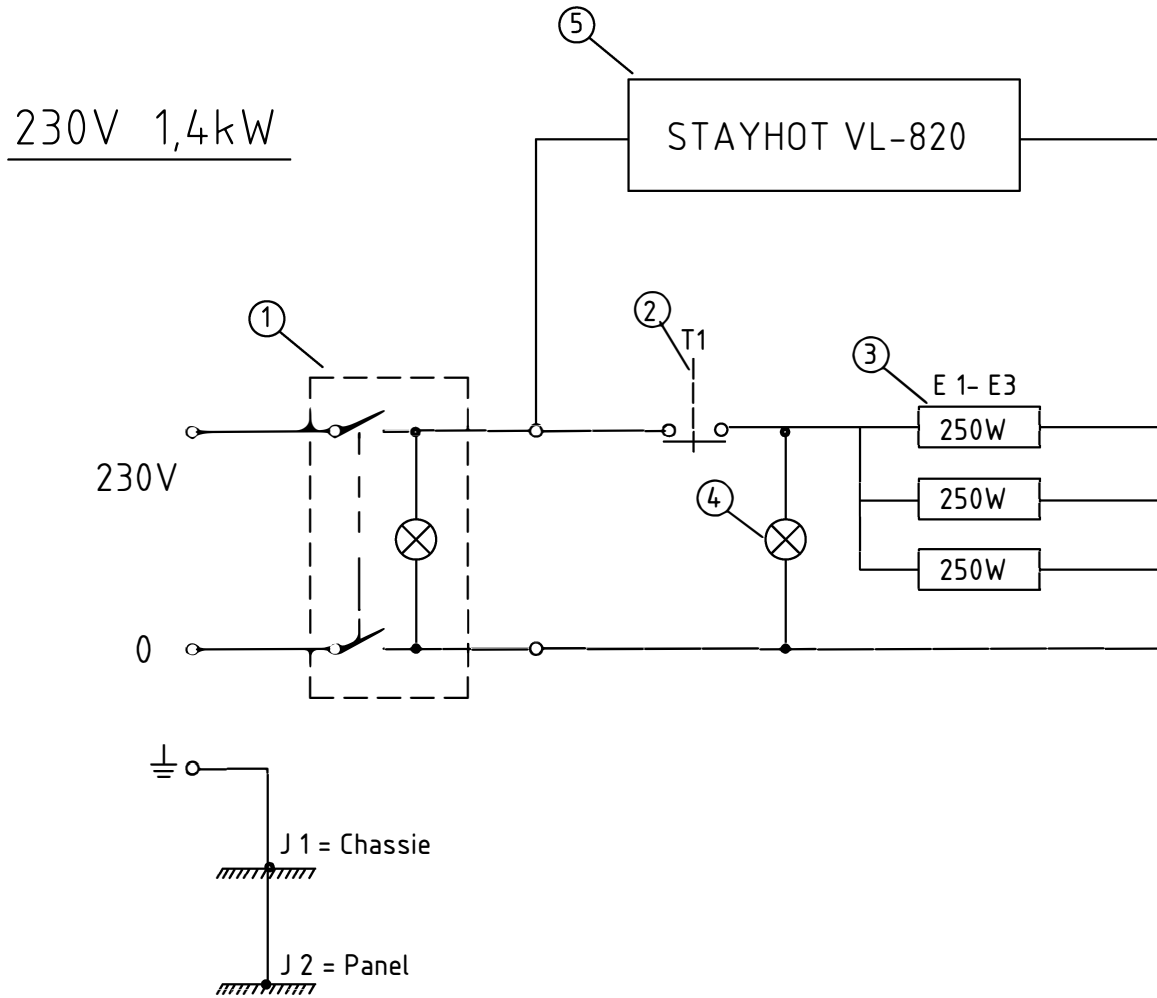 5
230V 1,4kW
STAYHOT VL-820
1
2
T1
3
E 1- E3
250W
230V
4
250W
250W
0
J 1 = Chassie
J 2 = Panel